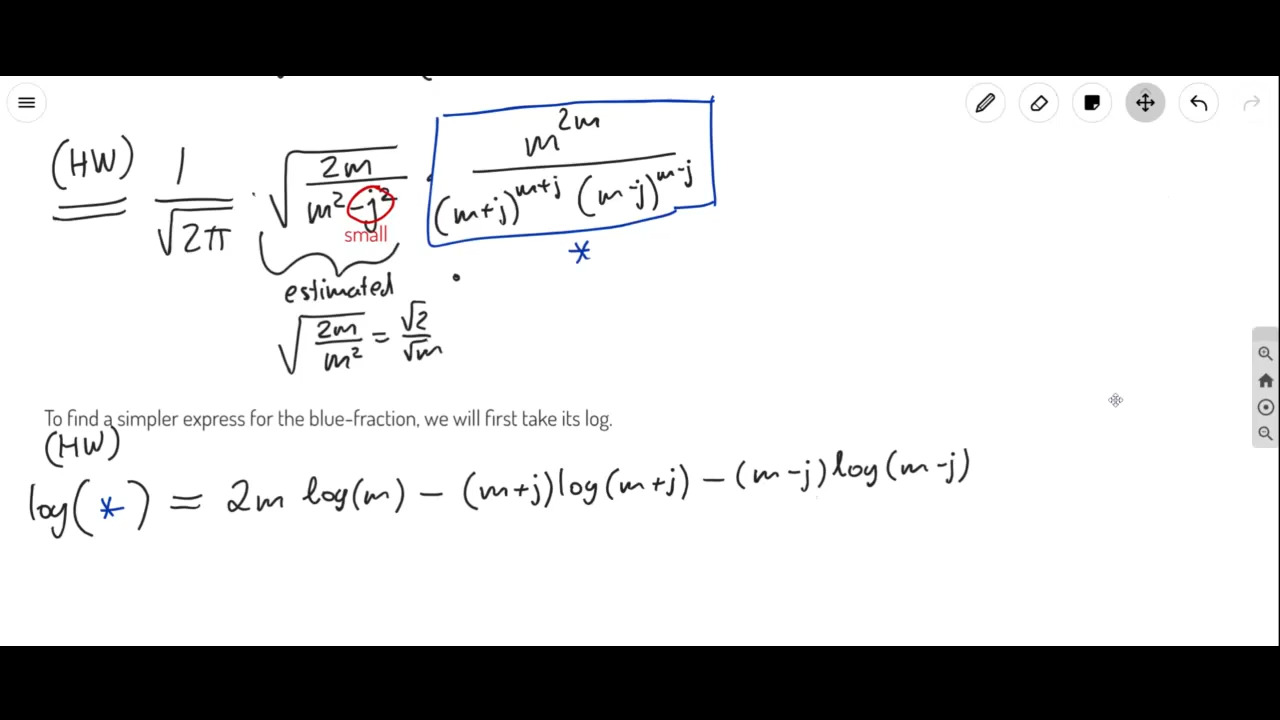 (HW) 1/√2π · √(2m/(m²-j²)) · m^2m / ((m+j)^m+j (m-j)^m-j)
small
*
estimated
√(2m/m²) = √2/√m
To find a simpler express for the blue-fraction, we will first take its log.
(HW)
log(*) = 2m log(m) - (m+j)log(m+j) - (m-j)log(m-j)